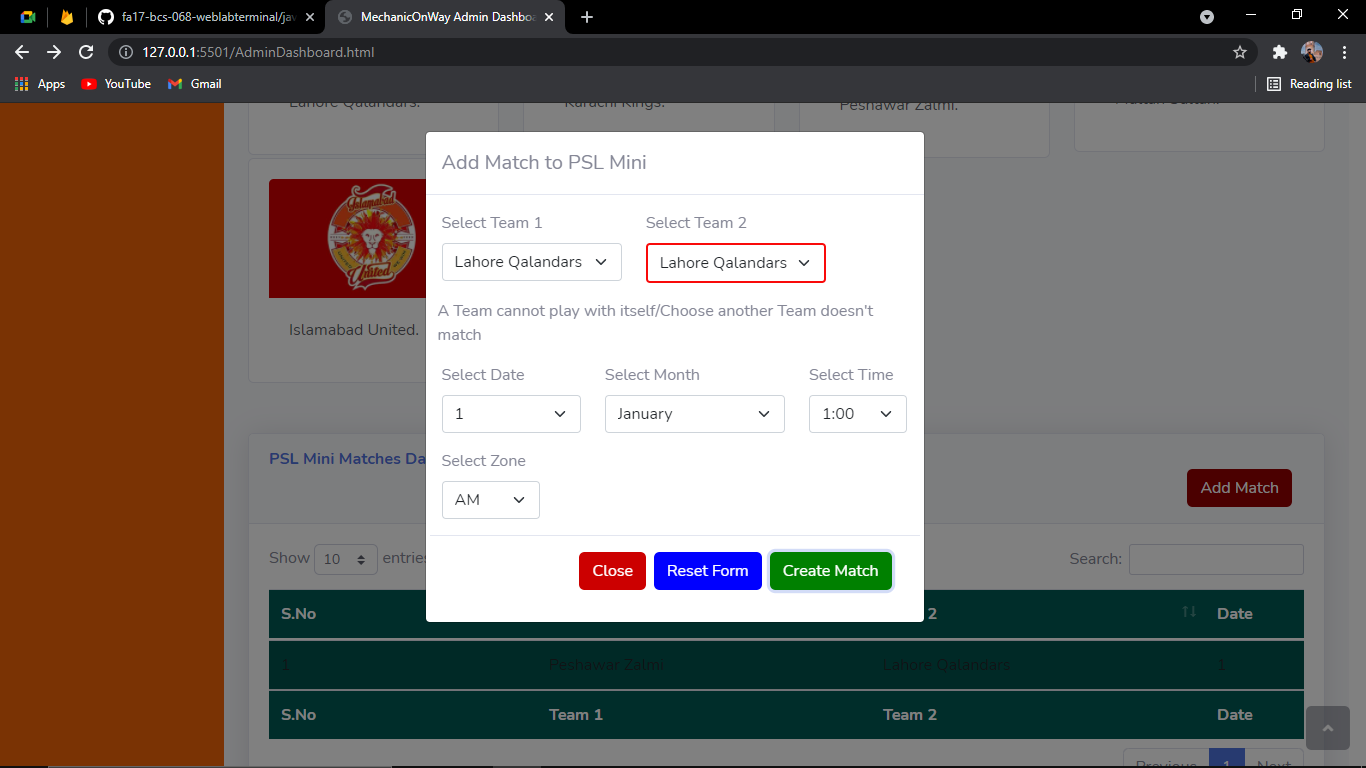 fa17-bcs-068-weblabterminal/jav
MechanicOnWay Admin Dashboa
127.0.0.1:5501/AdminDashboard.html
Apps YouTube Gmail Reading list
Lahore Qalandars. Karachi Kings. Peshawar Zalmi. Multan Sultan.
Add Match to PSL Mini
Select Team 1 Select Team 2
Lahore Qalandars Lahore Qalandars
Islamabad
United
Islamabad United.
A Team cannot play with itself/Choose another Team doesn't
match
Select Date Select Month Select Time
1 January 1:00
PSL Mini Matches Da
Select Zone
Add Match
AM
Show 10 entries Search:
Close Reset Form Create Match
S.No 2 Date
1 Peshawar Zalmi Lahore Qalandars 1
S.No Team 1 Team 2 Date
Previous 1 Next